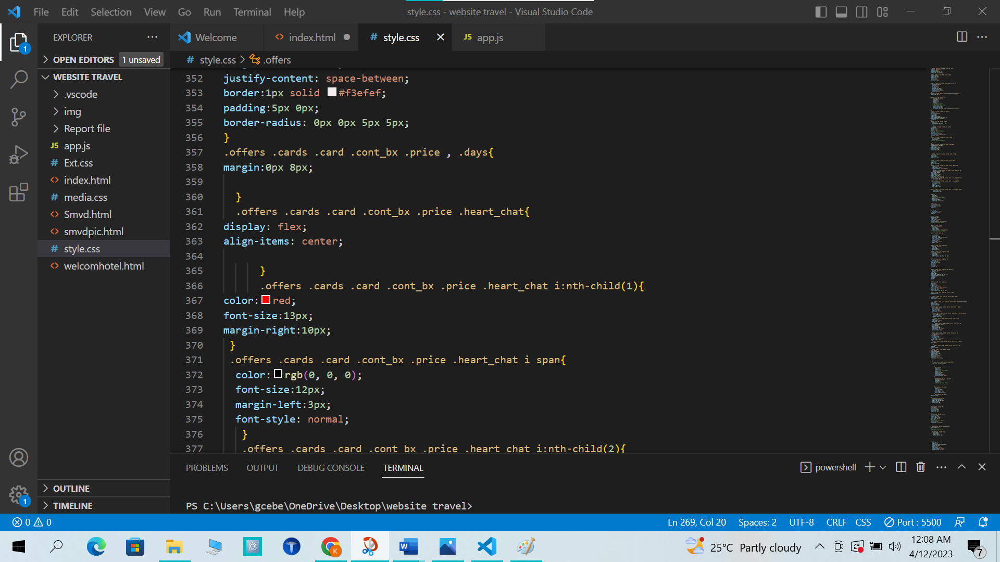 File Edit Selection View Go Run Terminal Help
style.css - website travel - Visual Studio Code
EXPLORER
Welcome
index.html
# style.css
JS app.js
OPEN EDITORS 1 unsaved
# style.css > .offers
WEBSITE TRAVEL
.vscode
img
Report file
JS app.js
# Ext.css
<> index.html
# media.css
<> Smvd.html
<> smvdpic.html
# style.css
<> welcomhotel.html
OUTLINE
TIMELINE
352 justify-content: space-between;
353 border:1px solid #f3efef;
354 padding:5px 0px;
355 border-radius: 0px 0px 5px 5px;
356 }
357 .offers .cards .card .cont_bx .price , .days{
358 margin:0px 8px;
359
360 }
361 .offers .cards .card .cont_bx .price .heart_chat{
362 display: flex;
363 align-items: center;
364
365 }
366 .offers .cards .card .cont_bx .price .heart_chat i:nth-child(1){
367 color:red;
368 font-size:13px;
369 margin-right:10px;
370 }
371 .offers .cards .card .cont_bx .price .heart_chat i span{
372 color:rgb(0, 0, 0);
373 font-size:12px;
374 margin-left:3px;
375 font-style: normal;
376 }
377 .offers .cards .card .cont_bx .price .heart_chat i:nth-child(2){
PROBLEMS OUTPUT DEBUG CONSOLE TERMINAL
powershell
PS C:\Users\gcebe\OneDrive\Desktop\website travel>
1
1
0 0
Ln 269, Col 20 Spaces: 2 UTF-8 CRLF CSS Port : 5500
T
K
W
25°C Partly cloudy
12:08 AM
4/12/2023
7